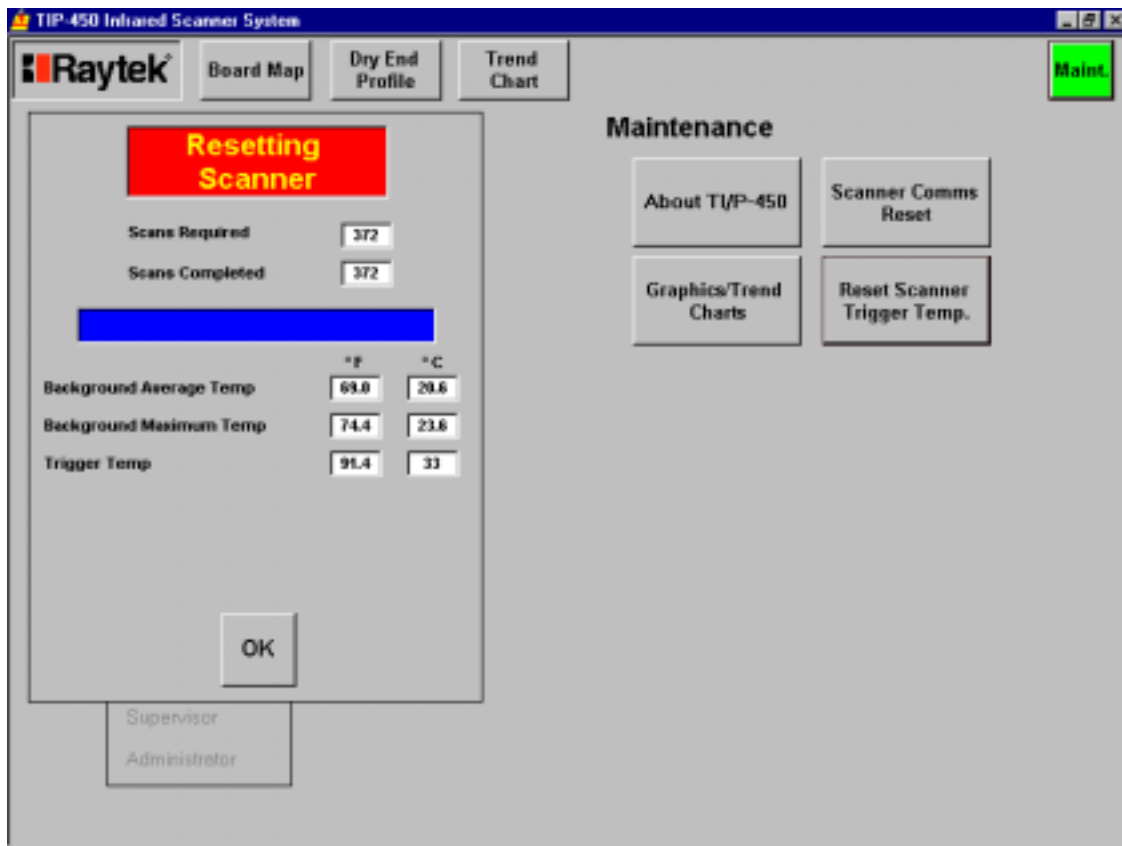 TIP-450 Infrared Scanner System
Raytek
Board Map
Dry End
Profile
Trend
Chart
Maint.
Resetting
Scanner
Scans Required 372
Scans Completed 372
°F °C
Background Average Temp 69.0 20.6
Background Maximum Temp 74.4 23.6
Trigger Temp 91.4 33
OK
Supervisor
Administrator
Maintenance
About TI/P-450
Scanner Comms
Reset
Graphics/Trend
Charts
Reset Scanner
Trigger Temp.